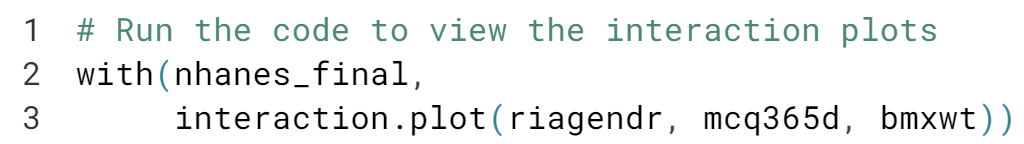 1 # Run the code to view the interaction plots
2 with(nhanes_final,
3      interaction.plot(riagendr, mcq365d, bmxwt))